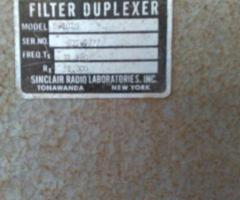 FILTER DUPLEXER
MODEL
SER.NO.
FREQ. Tx
Rx
SINCLAIR RADIO LABORATORIES, INC.
TONAWANDA NEW YORK